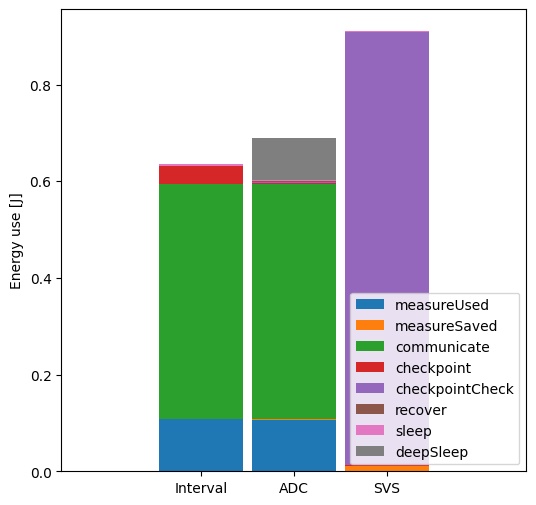 Energy use [J]
0.8
0.6
0.4
0.2
0.0
Interval
ADC
SVS
measureUsed
measureSaved
communicate
checkpoint
checkpointCheck
recover
sleep
deepSleep